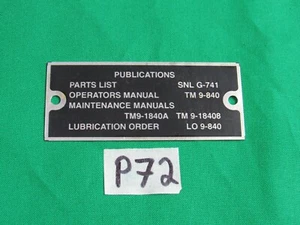 PUBLICATIONS
PARTS LIST SNL G-741
OPERATORS MANUAL TM 9-840
MAINTENANCE MANUALS
TM9-1840A TM 9-1840B
LUBRICATION ORDER LO 9-840
P72